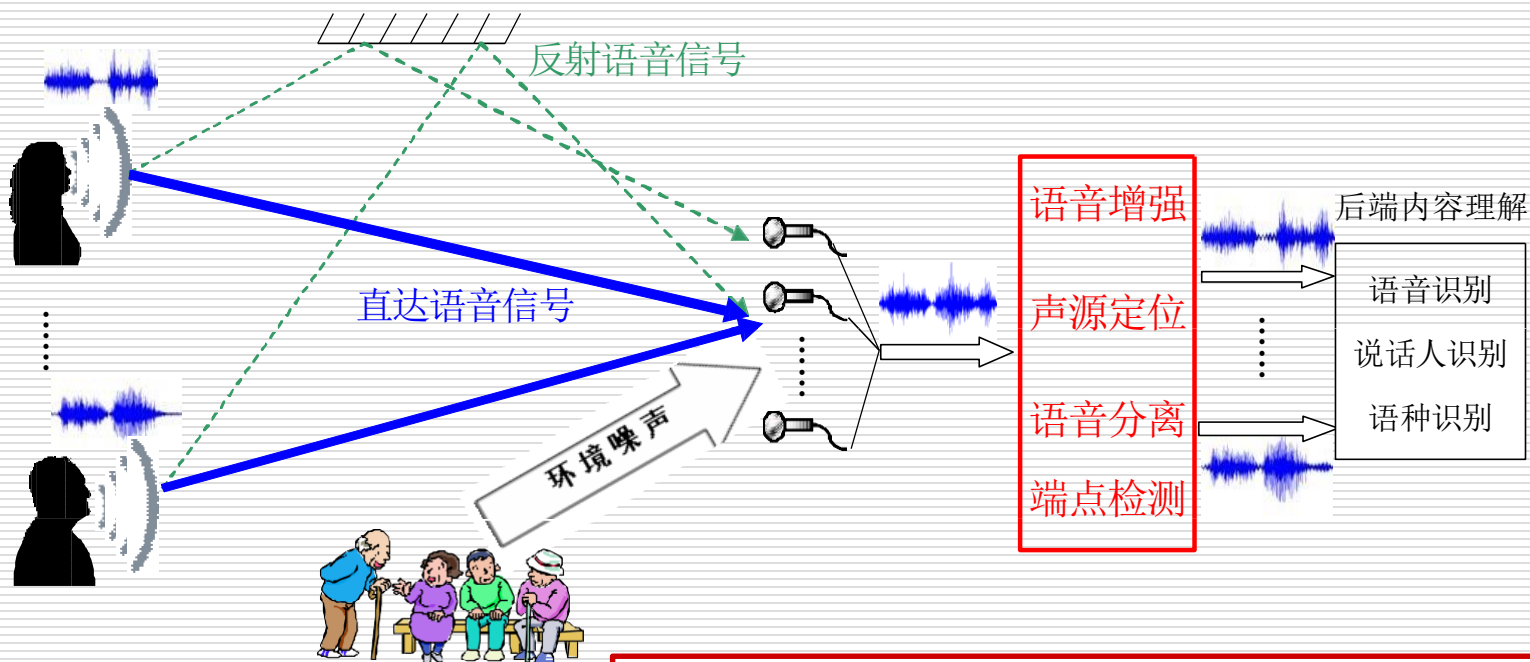 反射语音信号
直达语音信号
环境噪声
语音增强
声源定位
语音分离
端点检测
后端内容理解
语音识别
说话人识别
语种识别